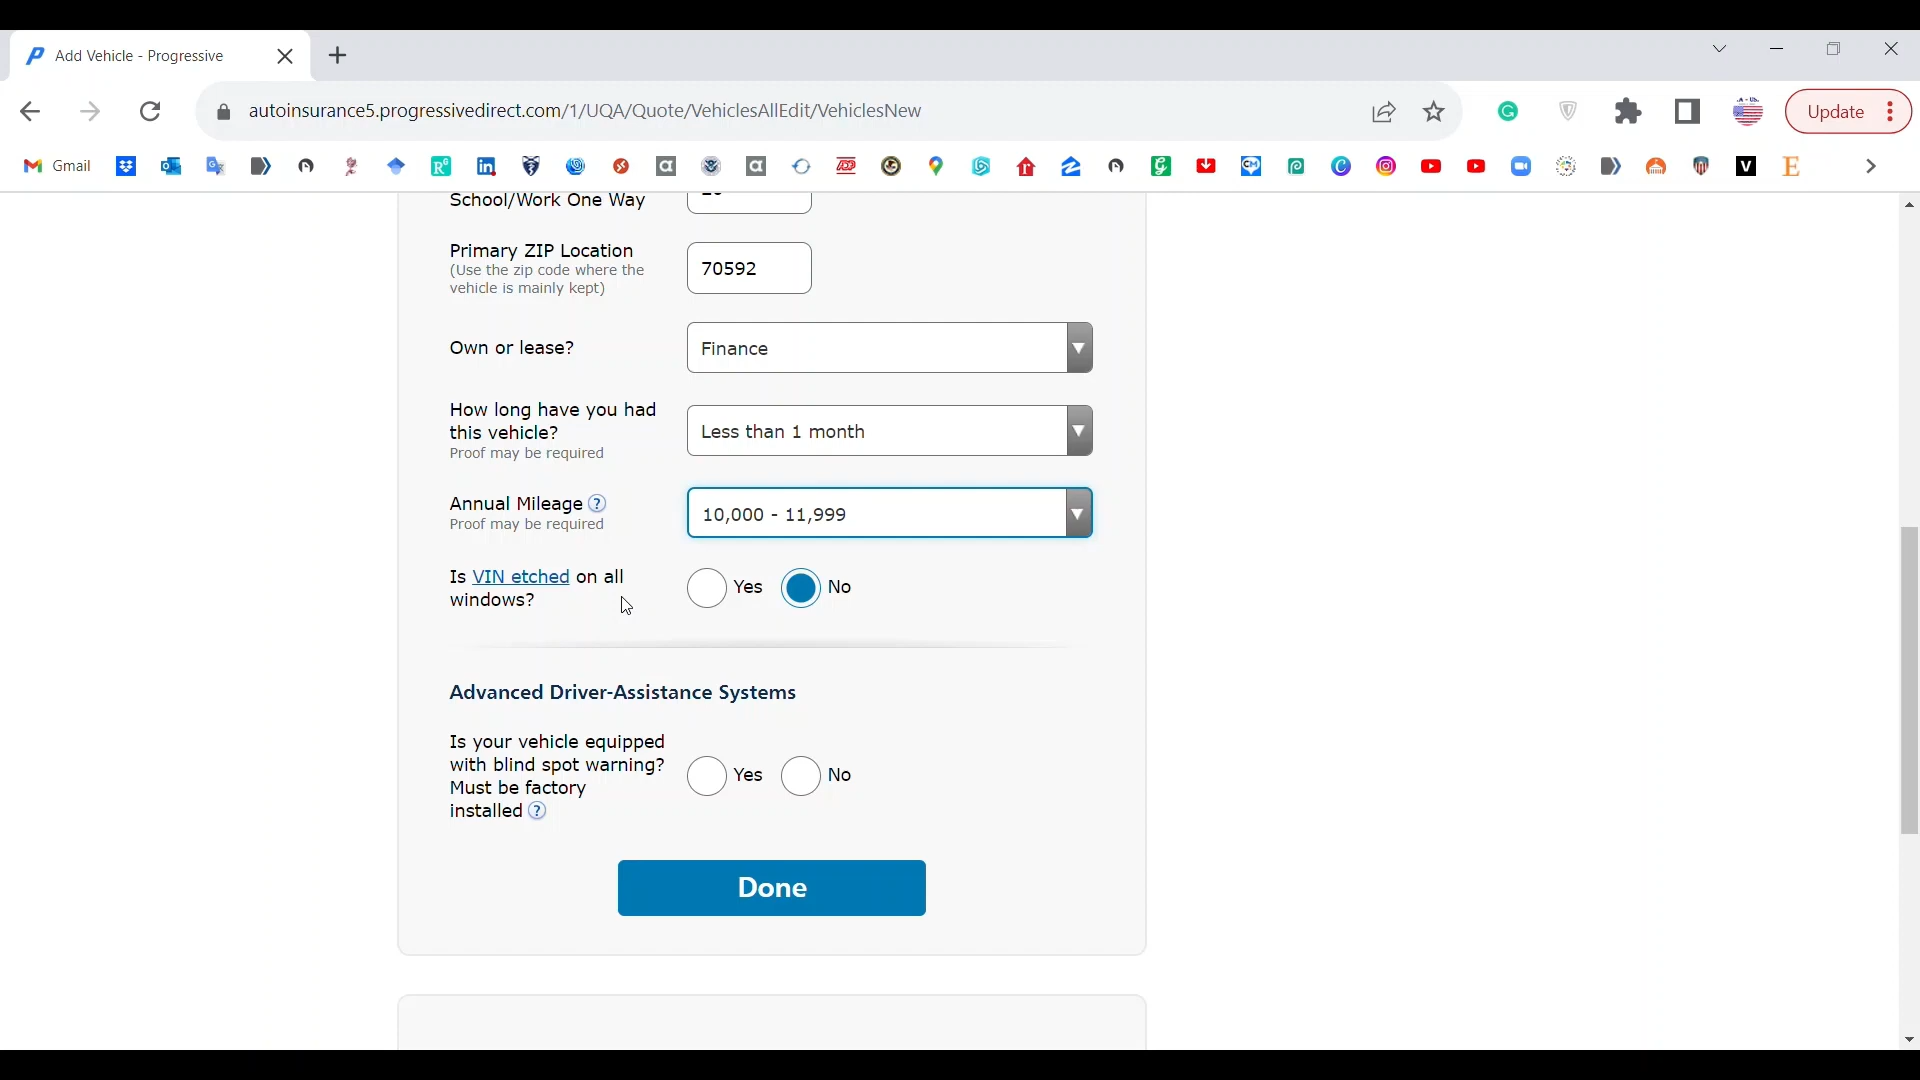 Add Vehicle - Progressive
autoinsurance5.progressivedirect.com/1/UQA/Quote/VehiclesAllEdit/VehiclesNew
Update
Gmail
School/Work One Way
Primary ZIP Location
(Use the zip code where the
vehicle is mainly kept)
70592
Own or lease?
Finance
How long have you had
this vehicle?
Proof may be required
Less than 1 month
Annual Mileage ?
Proof may be required
10,000 - 11,999
Is VIN etched on all
windows?
Yes No
Advanced Driver-Assistance Systems
Is your vehicle equipped
with blind spot warning?
Must be factory
installed ?
Yes No
Done